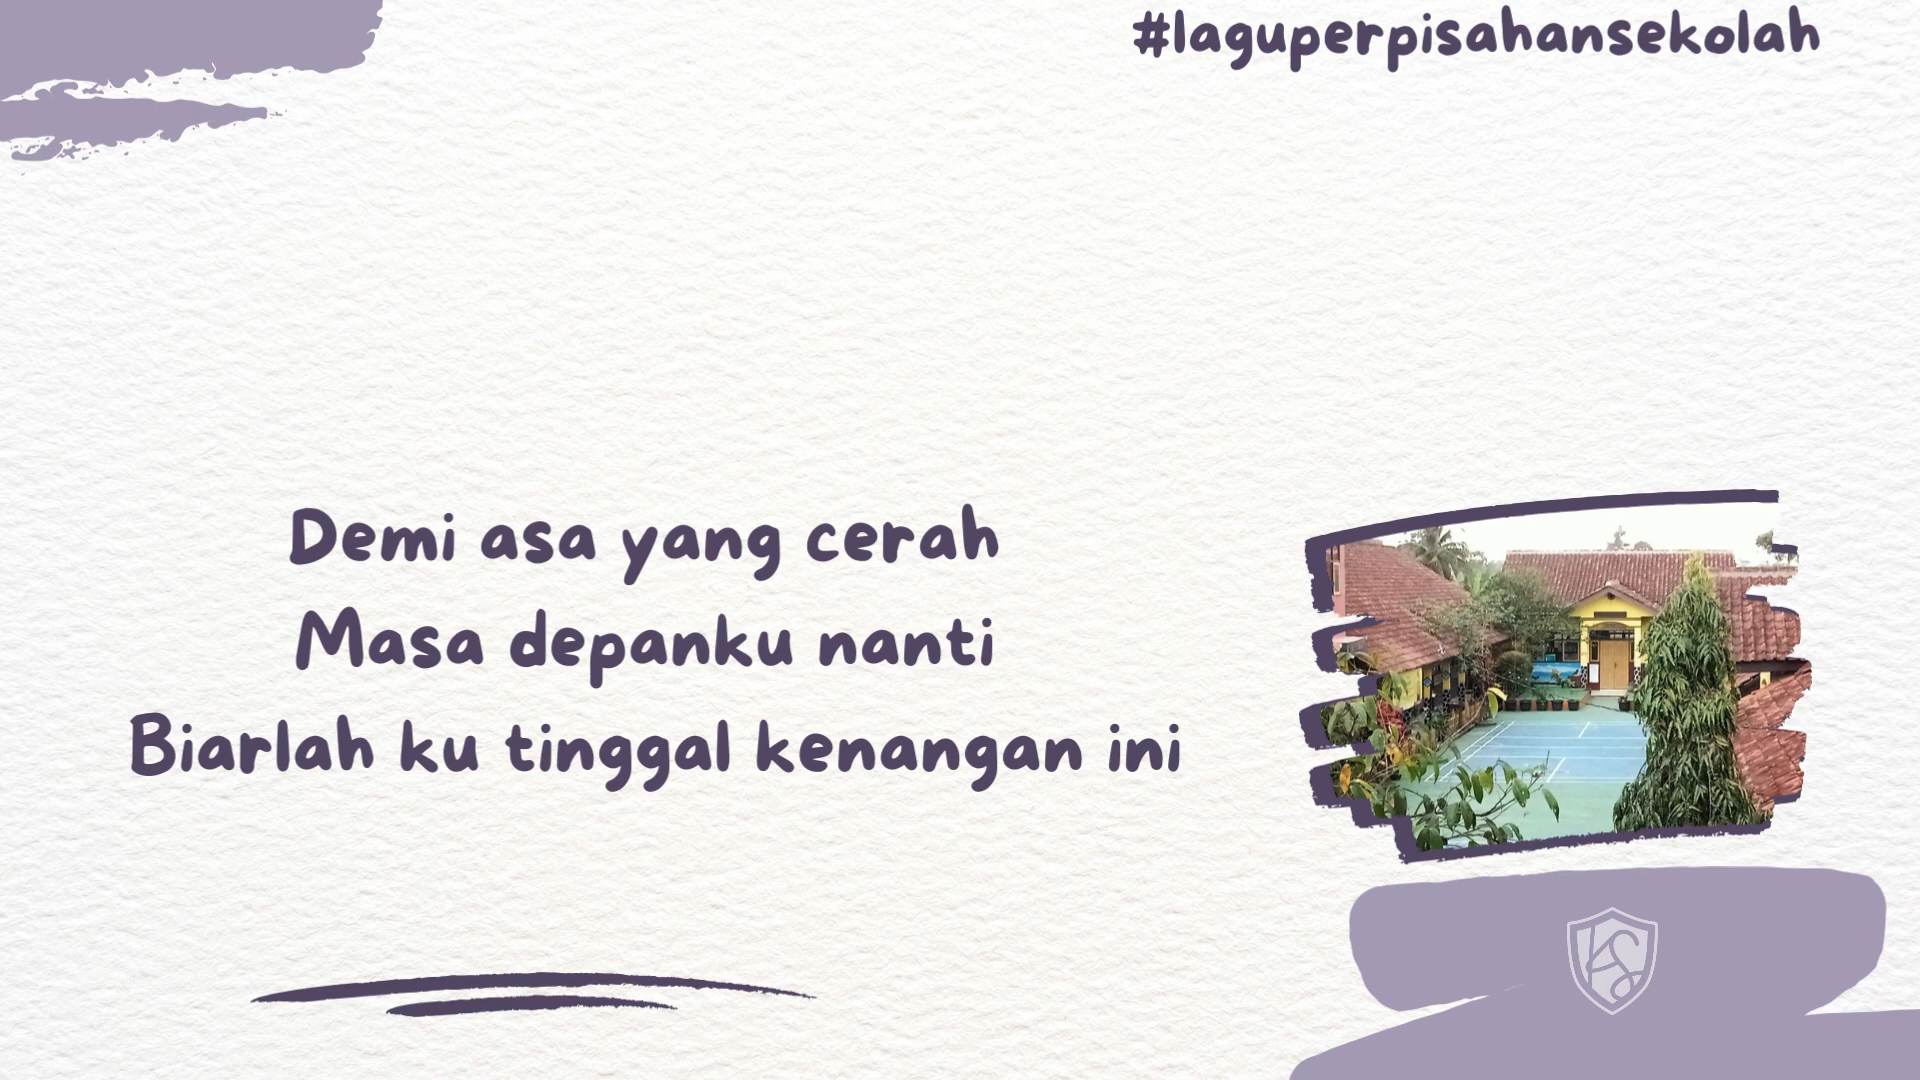 #laguperpisahansekolah
Demi asa yang cerah
Masa depanku nanti
Biarlah ku tinggal kenangan ini